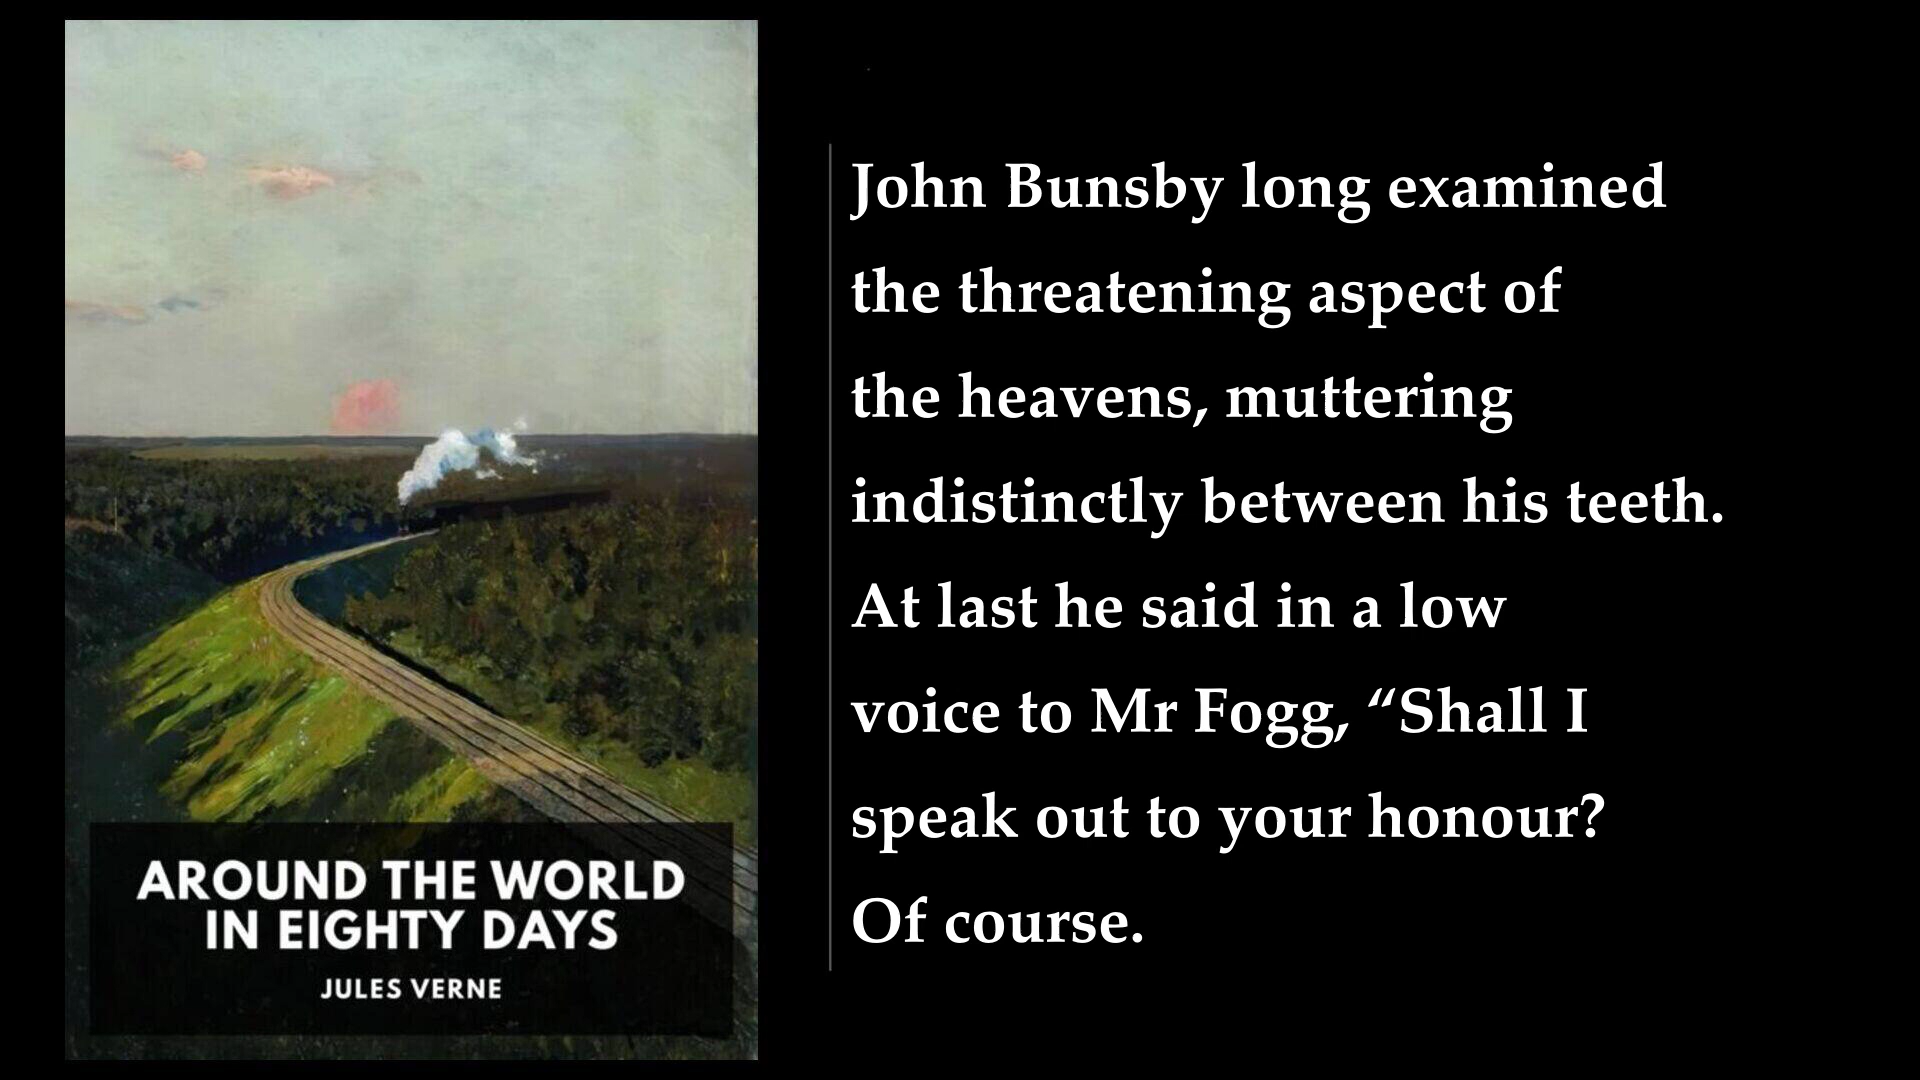 AROUND THE WORLD
IN EIGHTY DAYS
JULES VERNE
John Bunsby long examined
the threatening aspect of
the heavens, muttering
indistinctly between his teeth.
At last he said in a low
voice to Mr Fogg, “Shall I
speak out to your honour?
Of course.